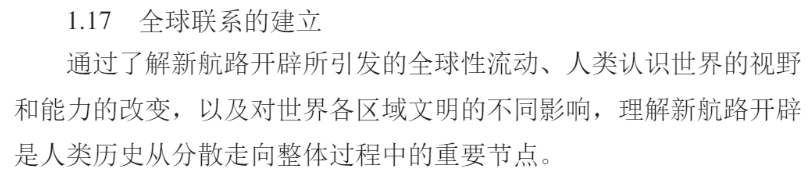 1.17　全球联系的建立
通过了解新航路开辟所引发的全球性流动、人类认识世界的视野
和能力的改变，以及对世界各区域文明的不同影响，理解新航路开辟
是人类历史从分散走向整体过程中的重要节点。